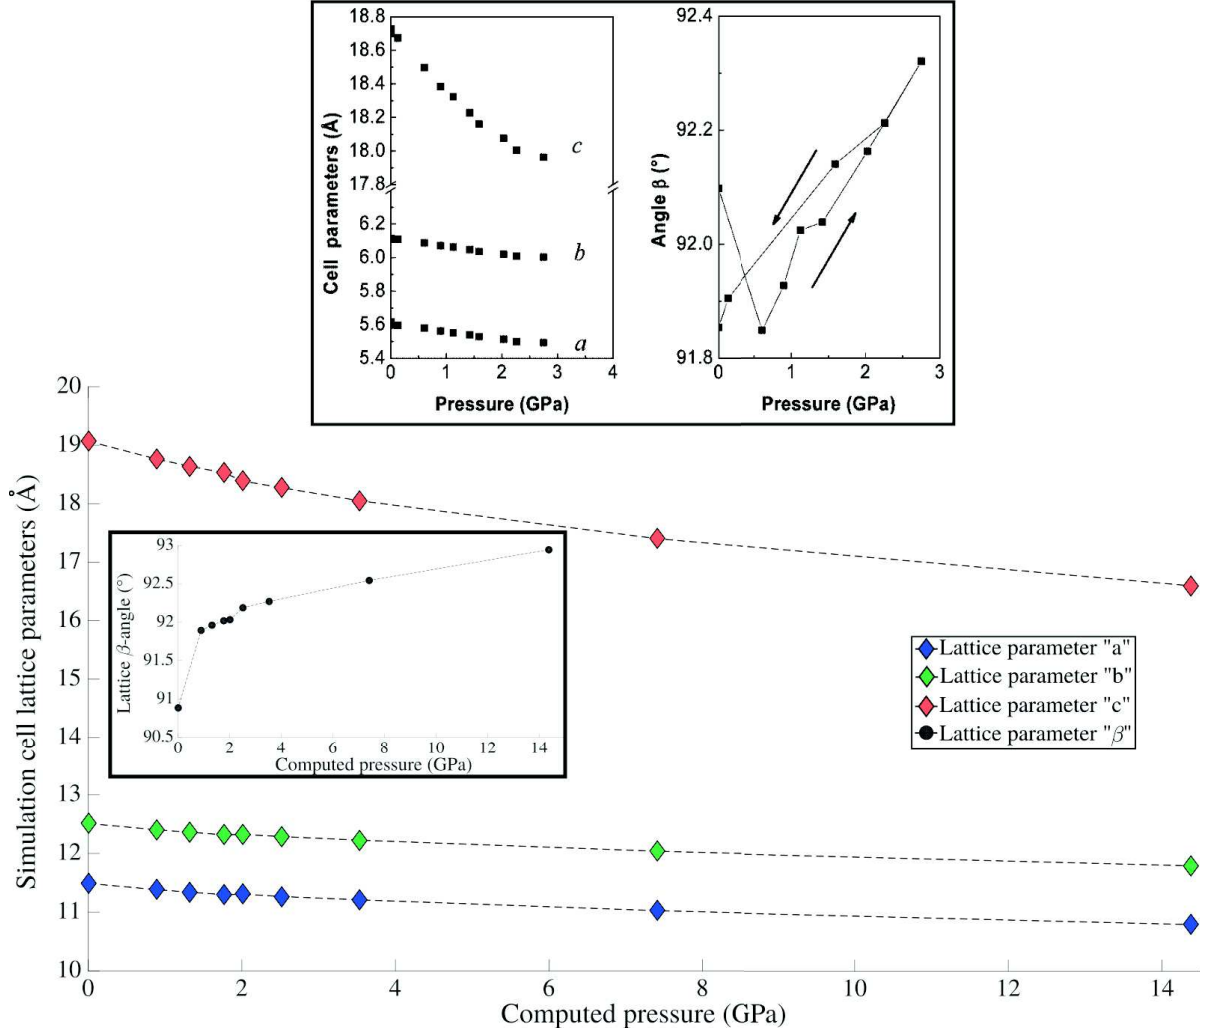 18.8
18.6
18.4
18.2
18.0
17.8
6.2
6.0
5.8
5.6
5.4
Cell parameters (Å)
c
b
a
0 1 2 3 4
Pressure (GPa)
92.4
92.2
92.0
91.8
Angle β (°)
0 1 2 3
Pressure (GPa)
20
19
18
17
16
15
14
13
12
11
10
Simulation cell lattice parameters (Å)
93
92.5
92
91.5
91
90.5
Lattice β-angle (°)
0 2 4 6 8 10 12 14
Computed pressure (GPa)
Lattice parameter "a"
Lattice parameter "b"
Lattice parameter "c"
Lattice parameter "β"
0 2 4 6 8 10 12 14
Computed pressure (GPa)